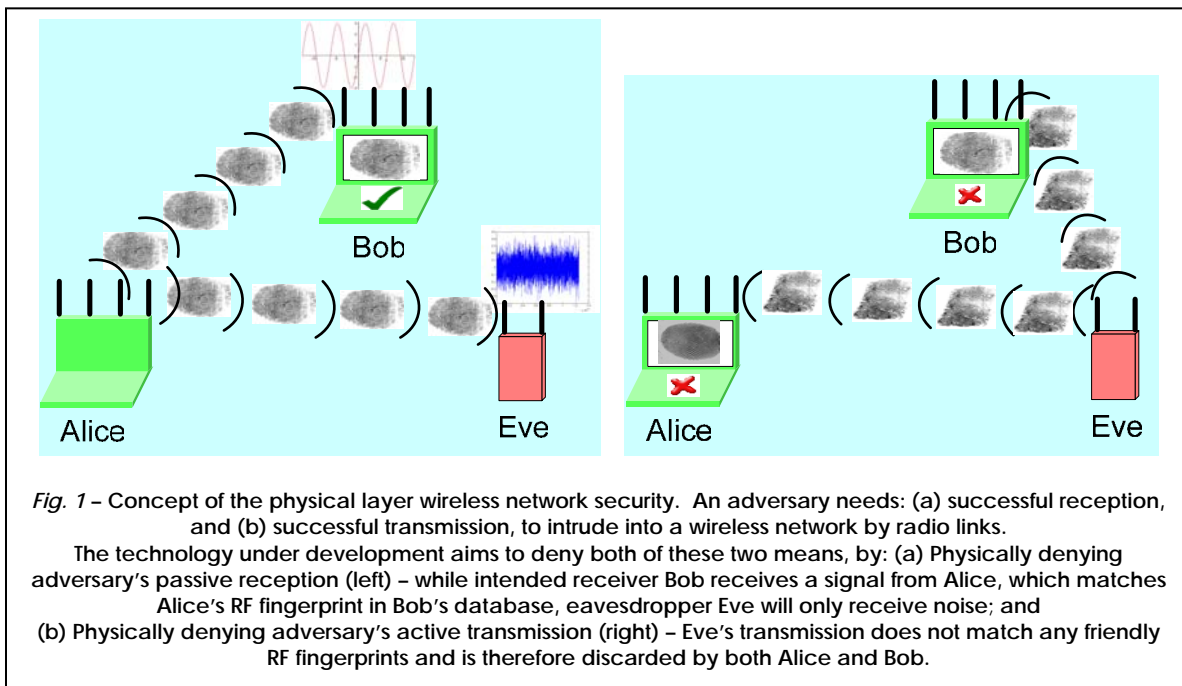 Bob
Alice
Eve
Bob
Alice
Eve
Fig. 1 – Concept of the physical layer wireless network security.  An adversary needs: (a) successful reception,
and (b) successful transmission, to intrude into a wireless network by radio links.
The technology under development aims to deny both of these two means, by: (a) Physically denying
adversary's passive reception (left) – while intended receiver Bob receives a signal from Alice, which matches
Alice's RF fingerprint in Bob's database, eavesdropper Eve will only receive noise; and
(b) Physically denying adversary's active transmission (right) – Eve's transmission does not match any friendly
RF fingerprints and is therefore discarded by both Alice and Bob.